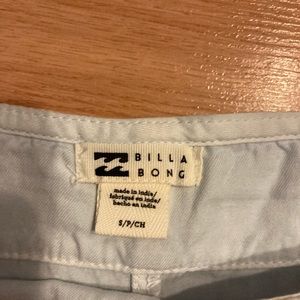 BILLA
BONG
made in India/
fabriqué en Inde/
hecho en India
S/P/CH